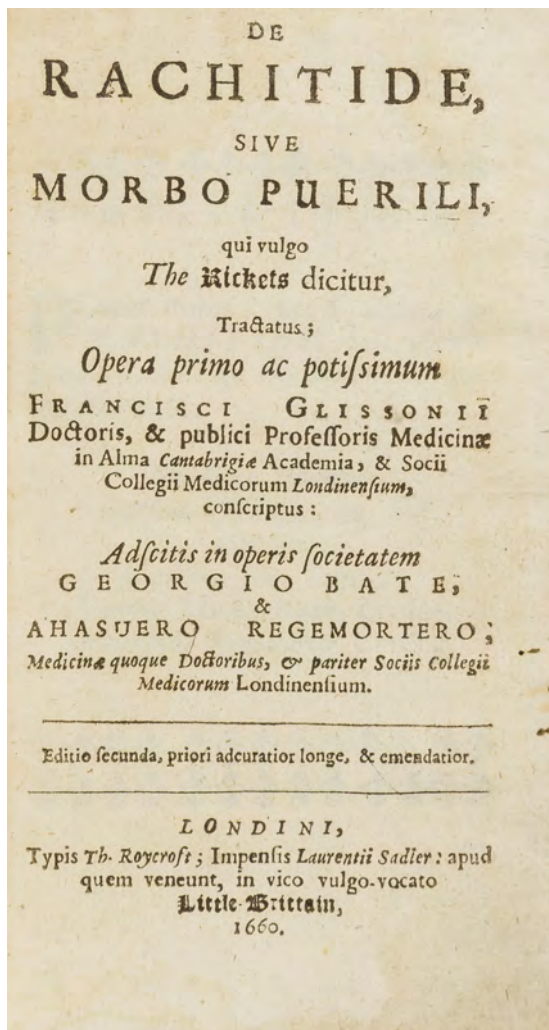 DE
RACHITIDE,
SIVE
MORBO PUERILI,
qui vulgo
The Rickets dicitur,
Tractatus;
Opera primo ac potiſsimum
FRANCISCI GLISSONII
Doctoris, & publici Profeſſoris Medicinæ
in Alma Cantabrigiæ Academia, & Socii
Collegii Medicorum Londinenſium,
conſcriptus:
Adſcitis in operis ſocietatem
GEORGIO BATE,
&
AHASUERO REGEMORTERO;
Medicinæ quoque Doctoribus, & pariter Sociis Collegii
Medicorum Londinenſium.
Editio ſecunda, priori adcuratior longe, & emendatior.
LONDINI,
Typis Th. Roycroft; Impenſis Laurentii Sadler: apud
quem veneunt, in vico vulgo-vocato
Little-Brittain,
1660.